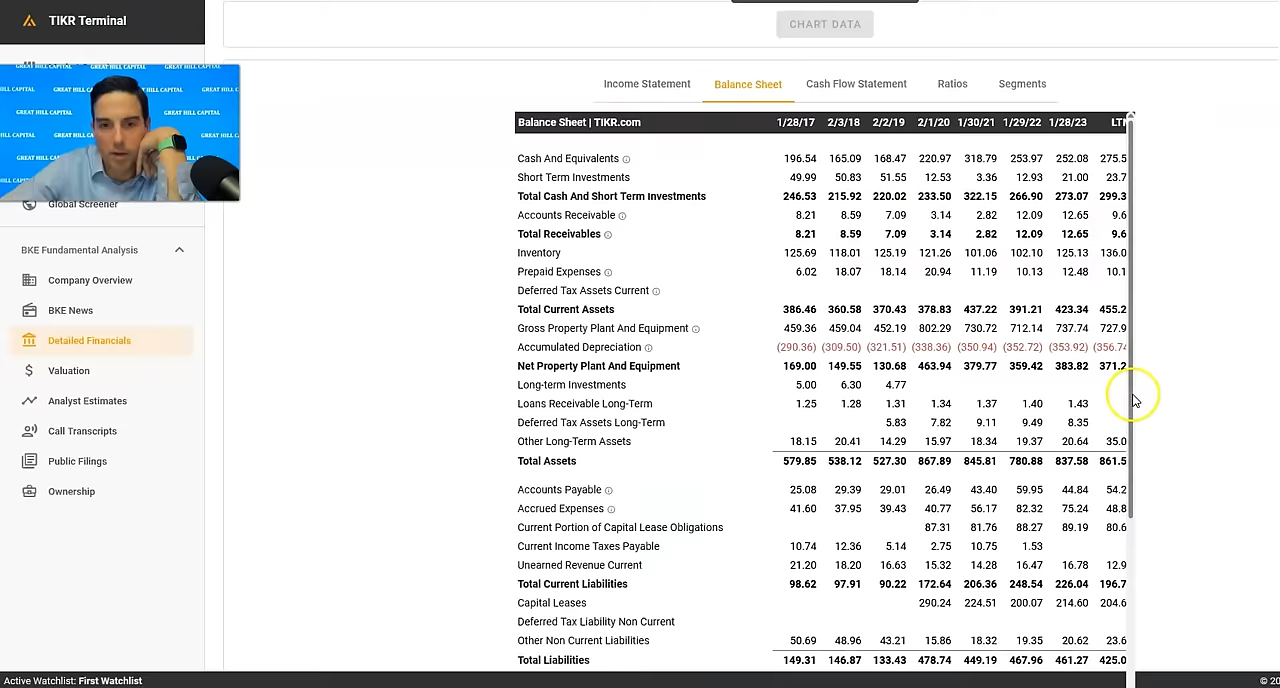 TIKR Terminal
CHART DATA
GREAT HILL CAPITAL
Global Screener
BKE Fundamental Analysis
Company Overview
BKE News
Detailed Financials
Valuation
Analyst Estimates
Call Transcripts
Public Filings
Ownership
Income Statement Balance Sheet Cash Flow Statement Ratios Segments
Balance Sheet | TIKR.com 1/28/17 2/3/18 2/2/19 2/1/20 1/30/21 1/29/22 1/28/23
Cash And Equivalents 196.54 165.09 168.47 220.97 318.79 253.97 252.08 275.5
Short Term Investments 49.99 50.83 51.55 12.53 3.36 12.93 21.00 23.7
Total Cash And Short Term Investments 246.53 215.92 220.02 233.50 322.15 266.90 273.07 299.3
Accounts Receivable 8.21 8.59 7.09 3.14 2.82 12.09 12.65 9.6
Total Receivables 8.21 8.59 7.09 3.14 2.82 12.09 12.65 9.6
Inventory 125.69 118.01 125.19 121.26 101.06 102.10 125.13 136.0
Prepaid Expenses 6.02 18.07 18.14 20.94 11.19 10.13 12.48 10.1
Deferred Tax Assets Current
Total Current Assets 386.46 360.58 370.43 378.83 437.22 391.21 423.34 455.2
Gross Property Plant And Equipment 459.36 459.04 452.19 802.29 730.72 712.14 737.74 727.9
Accumulated Depreciation (290.36) (309.50) (321.51) (338.36) (350.94) (352.72) (353.92) (356.74
Net Property Plant And Equipment 169.00 149.55 130.68 463.94 379.77 359.42 383.82 371.2
Long-term Investments 5.00 6.30 4.77
Loans Receivable Long-Term 1.25 1.28 1.31 1.34 1.37 1.40 1.43
Deferred Tax Assets Long-Term 5.83 7.82 9.11 9.49 8.35
Other Long-Term Assets 18.15 20.41 14.29 15.97 18.34 19.37 20.64 35.0
Total Assets 579.85 538.12 527.30 867.89 845.81 780.88 837.58 861.5
Accounts Payable 25.08 29.39 29.01 26.49 43.40 59.95 44.84 54.2
Accrued Expenses 41.60 37.95 39.43 40.77 56.17 82.32 75.24 48.8
Current Portion of Capital Lease Obligations 87.31 81.76 88.27 89.19 80.6
Current Income Taxes Payable 10.74 12.36 5.14 2.75 10.75 1.53
Unearned Revenue Current 21.20 18.20 16.63 15.32 14.28 16.47 16.78 12.9
Total Current Liabilities 98.62 97.91 90.22 172.64 206.36 248.54 226.04 196.7
Capital Leases 290.24 224.51 200.07 214.60 204.6
Deferred Tax Liability Non Current
Other Non Current Liabilities 50.69 48.96 43.21 15.86 18.32 19.35 20.62 23.6
Total Liabilities 149.31 146.87 133.43 478.74 449.19 467.96 461.27 425.0
Active Watchlist: First Watchlist © 20